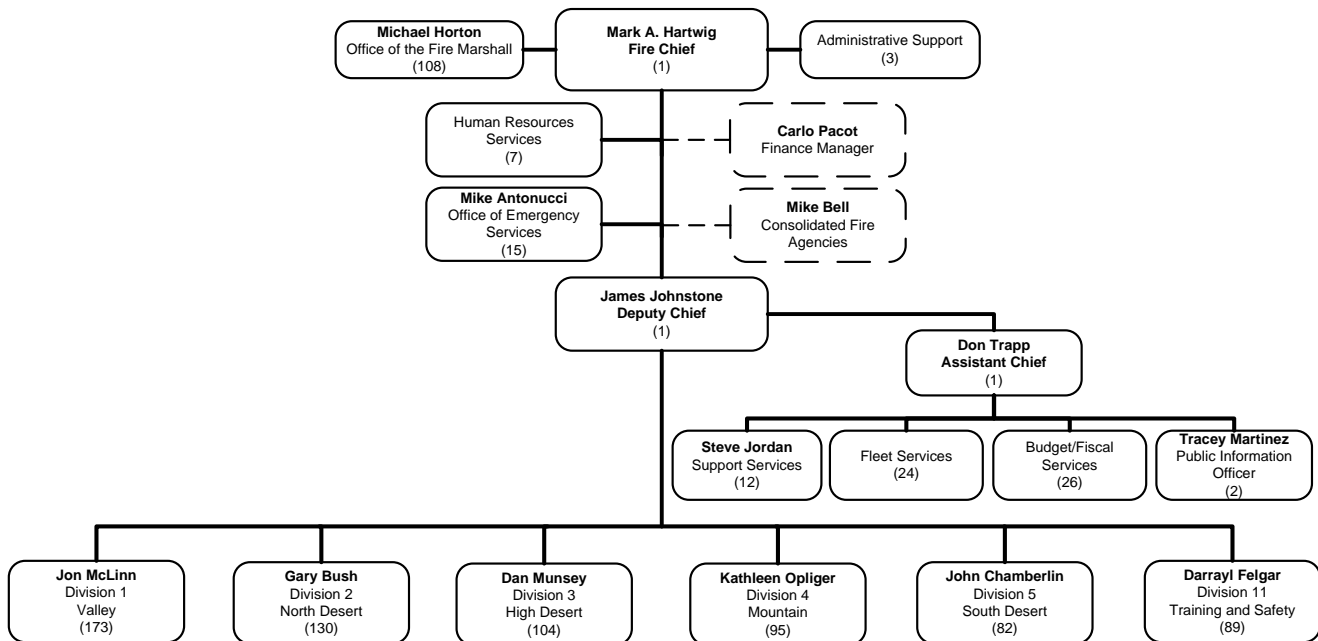 Michael Horton
Office of the Fire Marshall
(108)
Mark A. Hartwig
Fire Chief
(1)
Administrative Support
(3)
Human Resources
Services
(7)
Carlo Pacot
Finance Manager
Mike Antonucci
Office of Emergency
Services
(15)
Mike Bell
Consolidated Fire
Agencies
James Johnstone
Deputy Chief
(1)
Don Trapp
Assistant Chief
(1)
Steve Jordan
Support Services
(12)
Fleet Services
(24)
Budget/Fiscal
Services
(26)
Tracey Martinez
Public Information
Officer
(2)
Jon McLinn
Division 1
Valley
(173)
Gary Bush
Division 2
North Desert
(130)
Dan Munsey
Division 3
High Desert
(104)
Kathleen Opliger
Division 4
Mountain
(95)
John Chamberlin
Division 5
South Desert
(82)
Darrayl Felgar
Division 11
Training and Safety
(89)